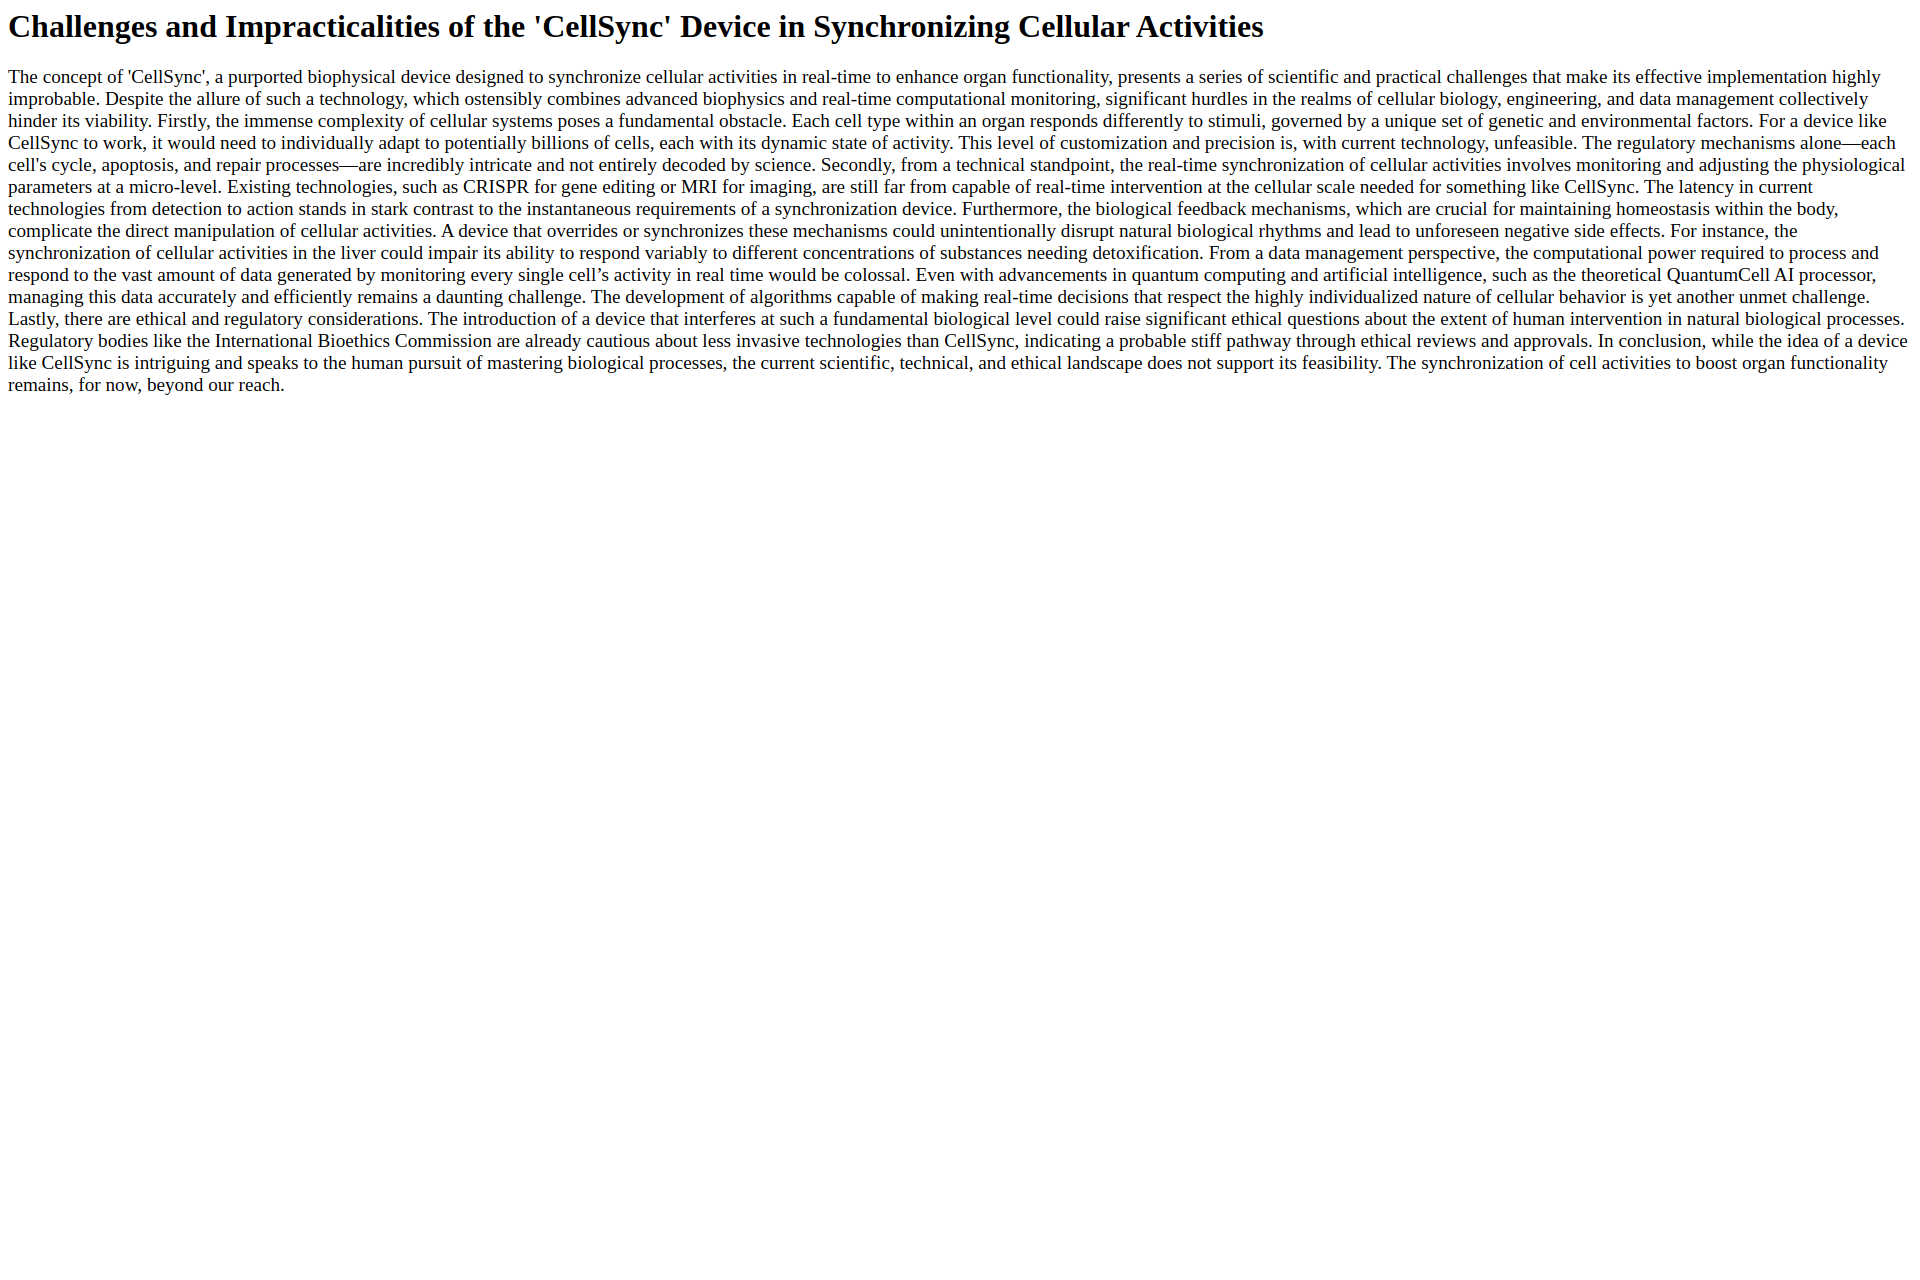 Challenges and Impracticalities of the 'CellSync' Device in Synchronizing Cellular Activities
The concept of 'CellSync', a purported biophysical device designed to synchronize cellular activities in real-time to enhance organ functionality, presents a series of scientific and practical challenges that make its effective implementation highly
improbable. Despite the allure of such a technology, which ostensibly combines advanced biophysics and real-time computational monitoring, significant hurdles in the realms of cellular biology, engineering, and data management collectively
hinder its viability. Firstly, the immense complexity of cellular systems poses a fundamental obstacle. Each cell type within an organ responds differently to stimuli, governed by a unique set of genetic and environmental factors. For a device like
CellSync to work, it would need to individually adapt to potentially billions of cells, each with its dynamic state of activity. This level of customization and precision is, with current technology, unfeasible. The regulatory mechanisms alone—each
cell's cycle, apoptosis, and repair processes—are incredibly intricate and not entirely decoded by science. Secondly, from a technical standpoint, the real-time synchronization of cellular activities involves monitoring and adjusting the physiological
parameters at a micro-level. Existing technologies, such as CRISPR for gene editing or MRI for imaging, are still far from capable of real-time intervention at the cellular scale needed for something like CellSync. The latency in current
technologies from detection to action stands in stark contrast to the instantaneous requirements of a synchronization device. Furthermore, the biological feedback mechanisms, which are crucial for maintaining homeostasis within the body,
complicate the direct manipulation of cellular activities. A device that overrides or synchronizes these mechanisms could unintentionally disrupt natural biological rhythms and lead to unforeseen negative side effects. For instance, the
synchronization of cellular activities in the liver could impair its ability to respond variably to different concentrations of substances needing detoxification. From a data management perspective, the computational power required to process and
respond to the vast amount of data generated by monitoring every single cell’s activity in real time would be colossal. Even with advancements in quantum computing and artificial intelligence, such as the theoretical QuantumCell AI processor,
managing this data accurately and efficiently remains a daunting challenge. The development of algorithms capable of making real-time decisions that respect the highly individualized nature of cellular behavior is yet another unmet challenge.
Lastly, there are ethical and regulatory considerations. The introduction of a device that interferes at such a fundamental biological level could raise significant ethical questions about the extent of human intervention in natural biological processes.
Regulatory bodies like the International Bioethics Commission are already cautious about less invasive technologies than CellSync, indicating a probable stiff pathway through ethical reviews and approvals. In conclusion, while the idea of a device
like CellSync is intriguing and speaks to the human pursuit of mastering biological processes, the current scientific, technical, and ethical landscape does not support its feasibility. The synchronization of cell activities to boost organ functionality
remains, for now, beyond our reach.